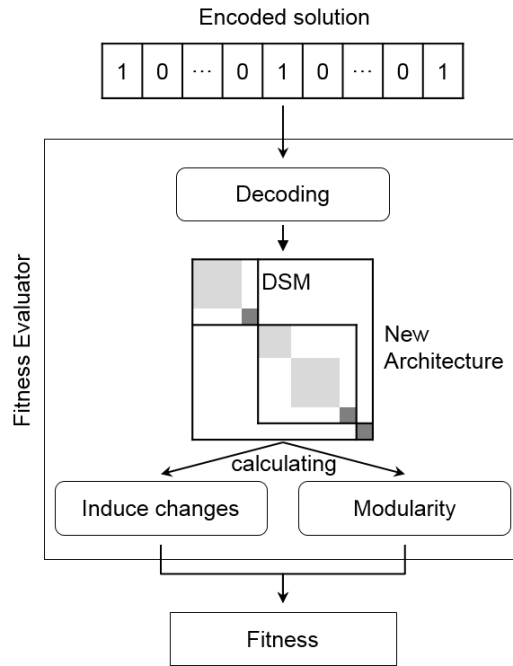 Encoded solution
1 0 ... 0 1 0 ... 0 1
Decoding
DSM
New
Architecture
Fitness Evaluator
calculating
Induce changes
Modularity
Fitness